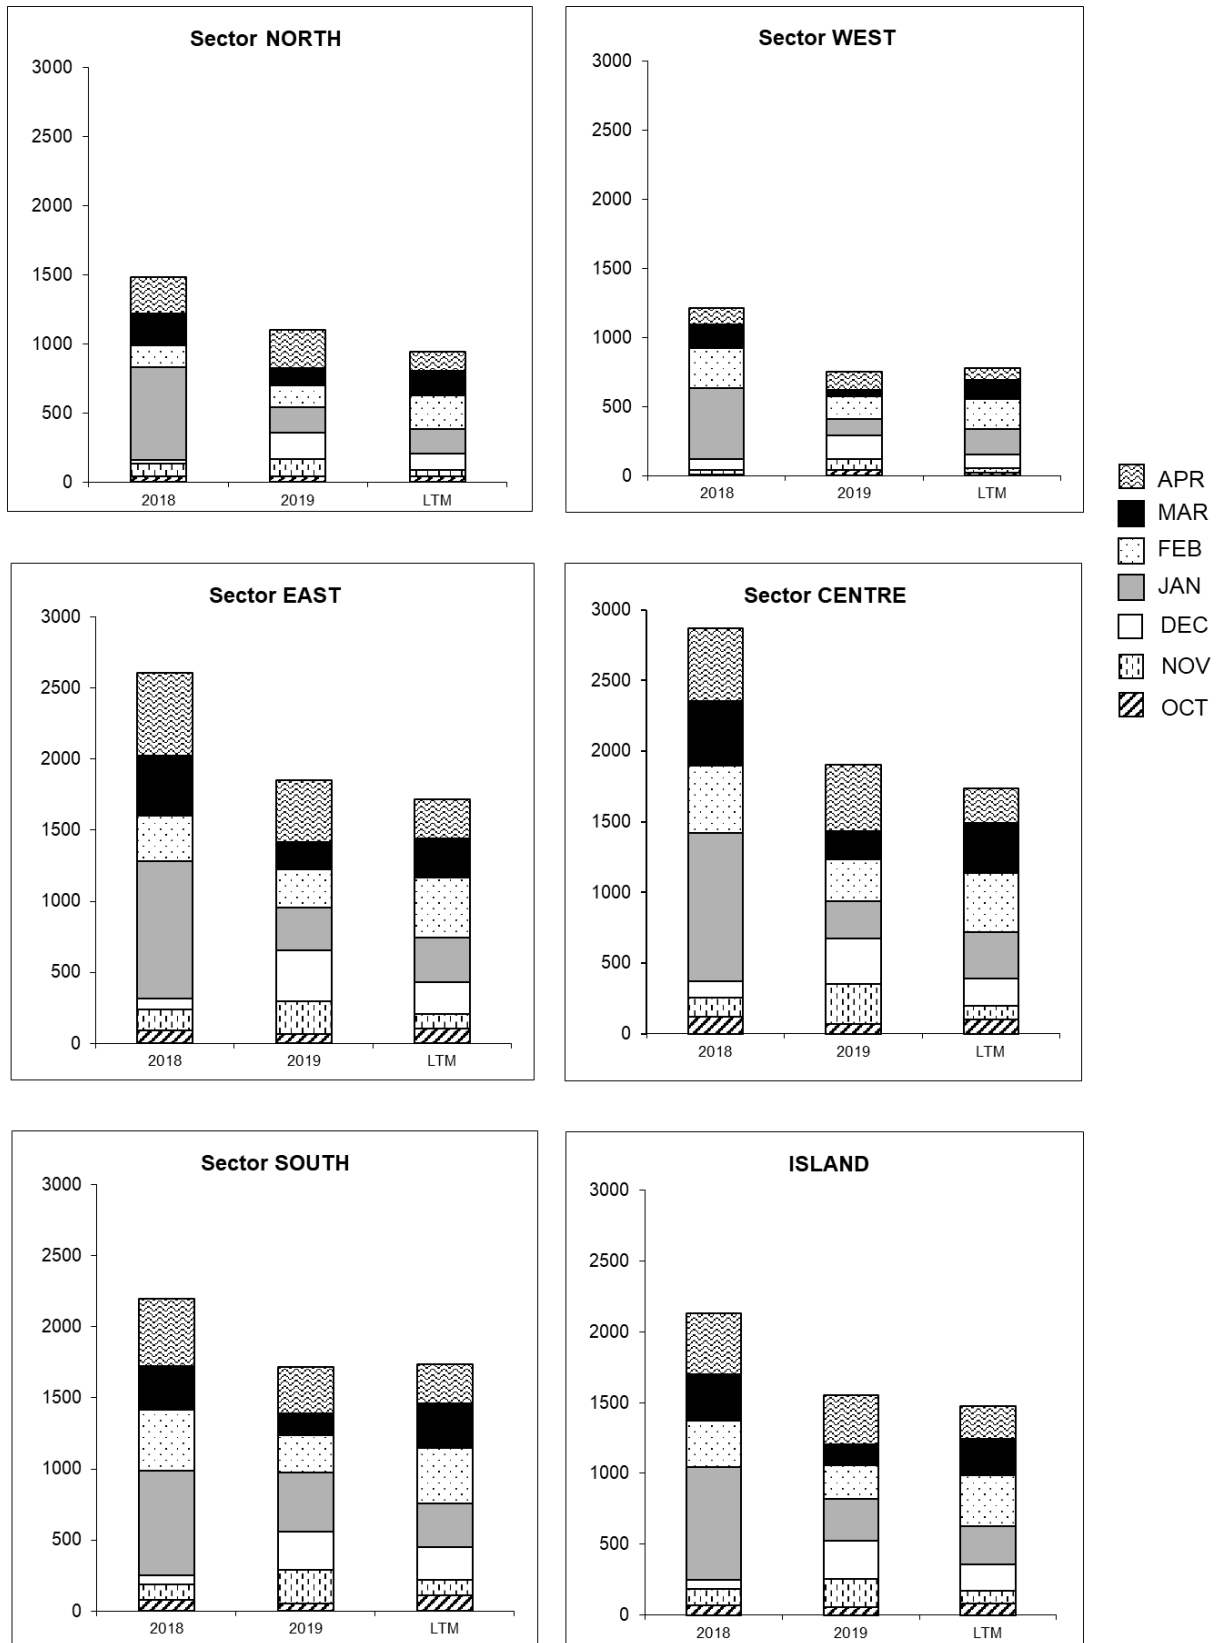 Sector NORTH
3000
2500
2000
1500
1000
500
0
2018 2019 LTM
Sector WEST
3000
2500
2000
1500
1000
500
0
2018 2019 LTM
APR
MAR
FEB
JAN
DEC
NOV
OCT
Sector EAST
3000
2500
2000
1500
1000
500
0
2018 2019 LTM
Sector CENTRE
3000
2500
2000
1500
1000
500
0
2018 2019 LTM
Sector SOUTH
3000
2500
2000
1500
1000
500
0
2018 2019 LTM
ISLAND
3000
2500
2000
1500
1000
500
0
2018 2019 LTM